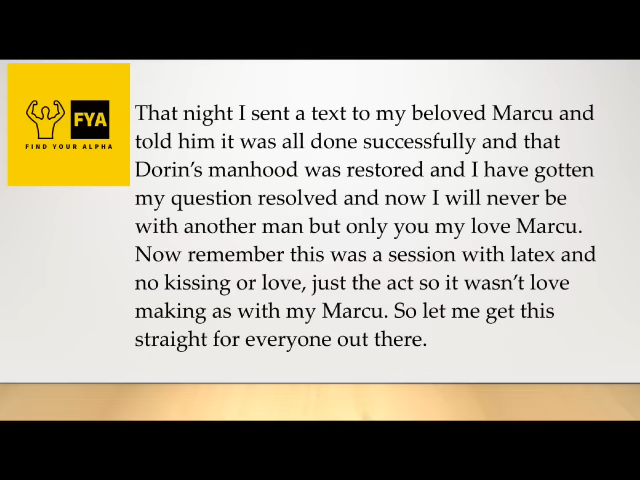 FYA
FIND YOUR ALPHA
That night I sent a text to my beloved Marcu and
told him it was all done successfully and that
Dorin’s manhood was restored and I have gotten
my question resolved and now I will never be
with another man but only you my love Marcu.
Now remember this was a session with latex and
no kissing or love, just the act so it wasn’t love
making as with my Marcu. So let me get this
straight for everyone out there.